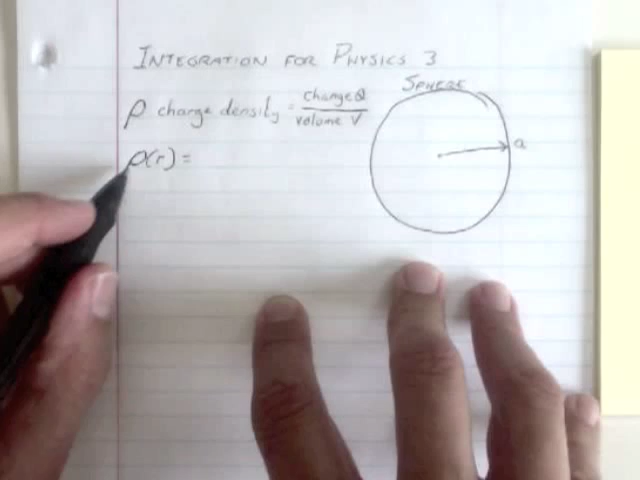 INTEGRATION FOR PHYSICS 3
SPHERE
ρ charge density = charge Q / volume V
a
ρ(r) =